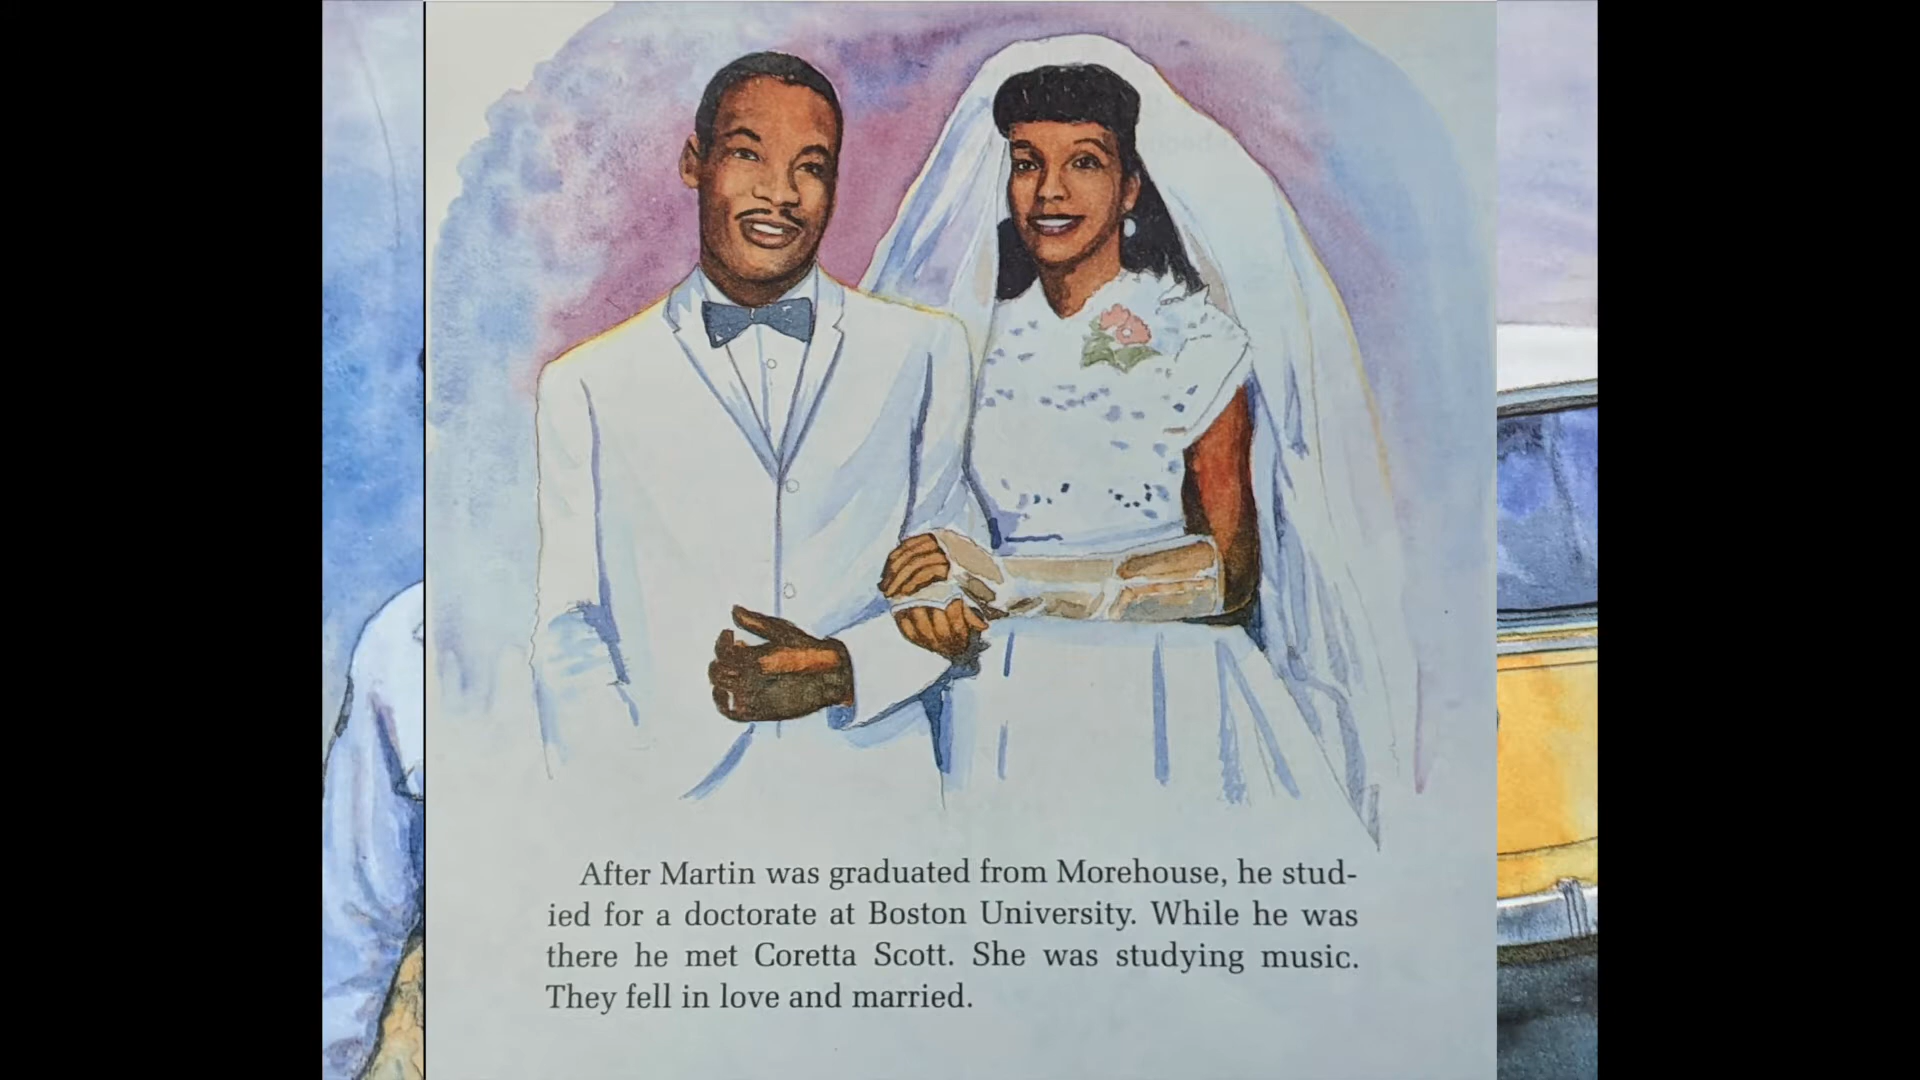 After Martin was graduated from Morehouse, he stud-
ied for a doctorate at Boston University. While he was
there he met Coretta Scott. She was studying music.
They fell in love and married.